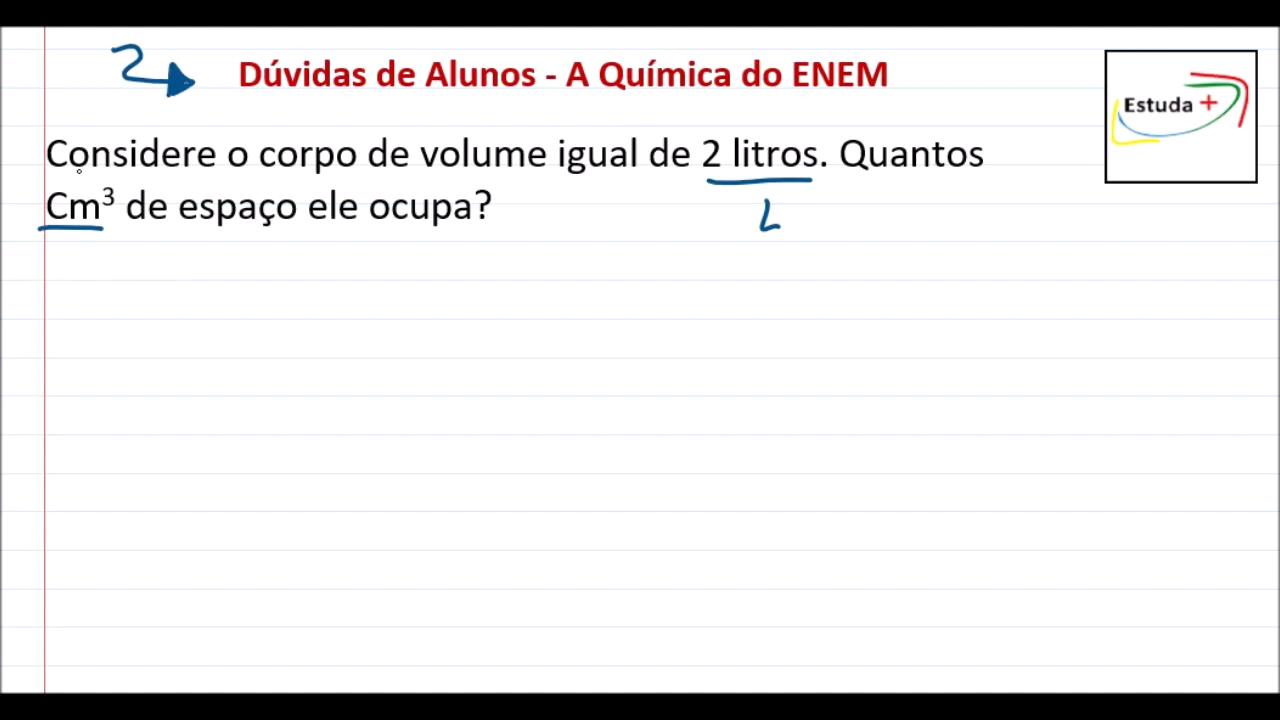 Dúvidas de Alunos - A Química do ENEM
Estuda +
Considere o corpo de volume igual de 2 litros. Quantos
Cm³ de espaço ele ocupa?
L